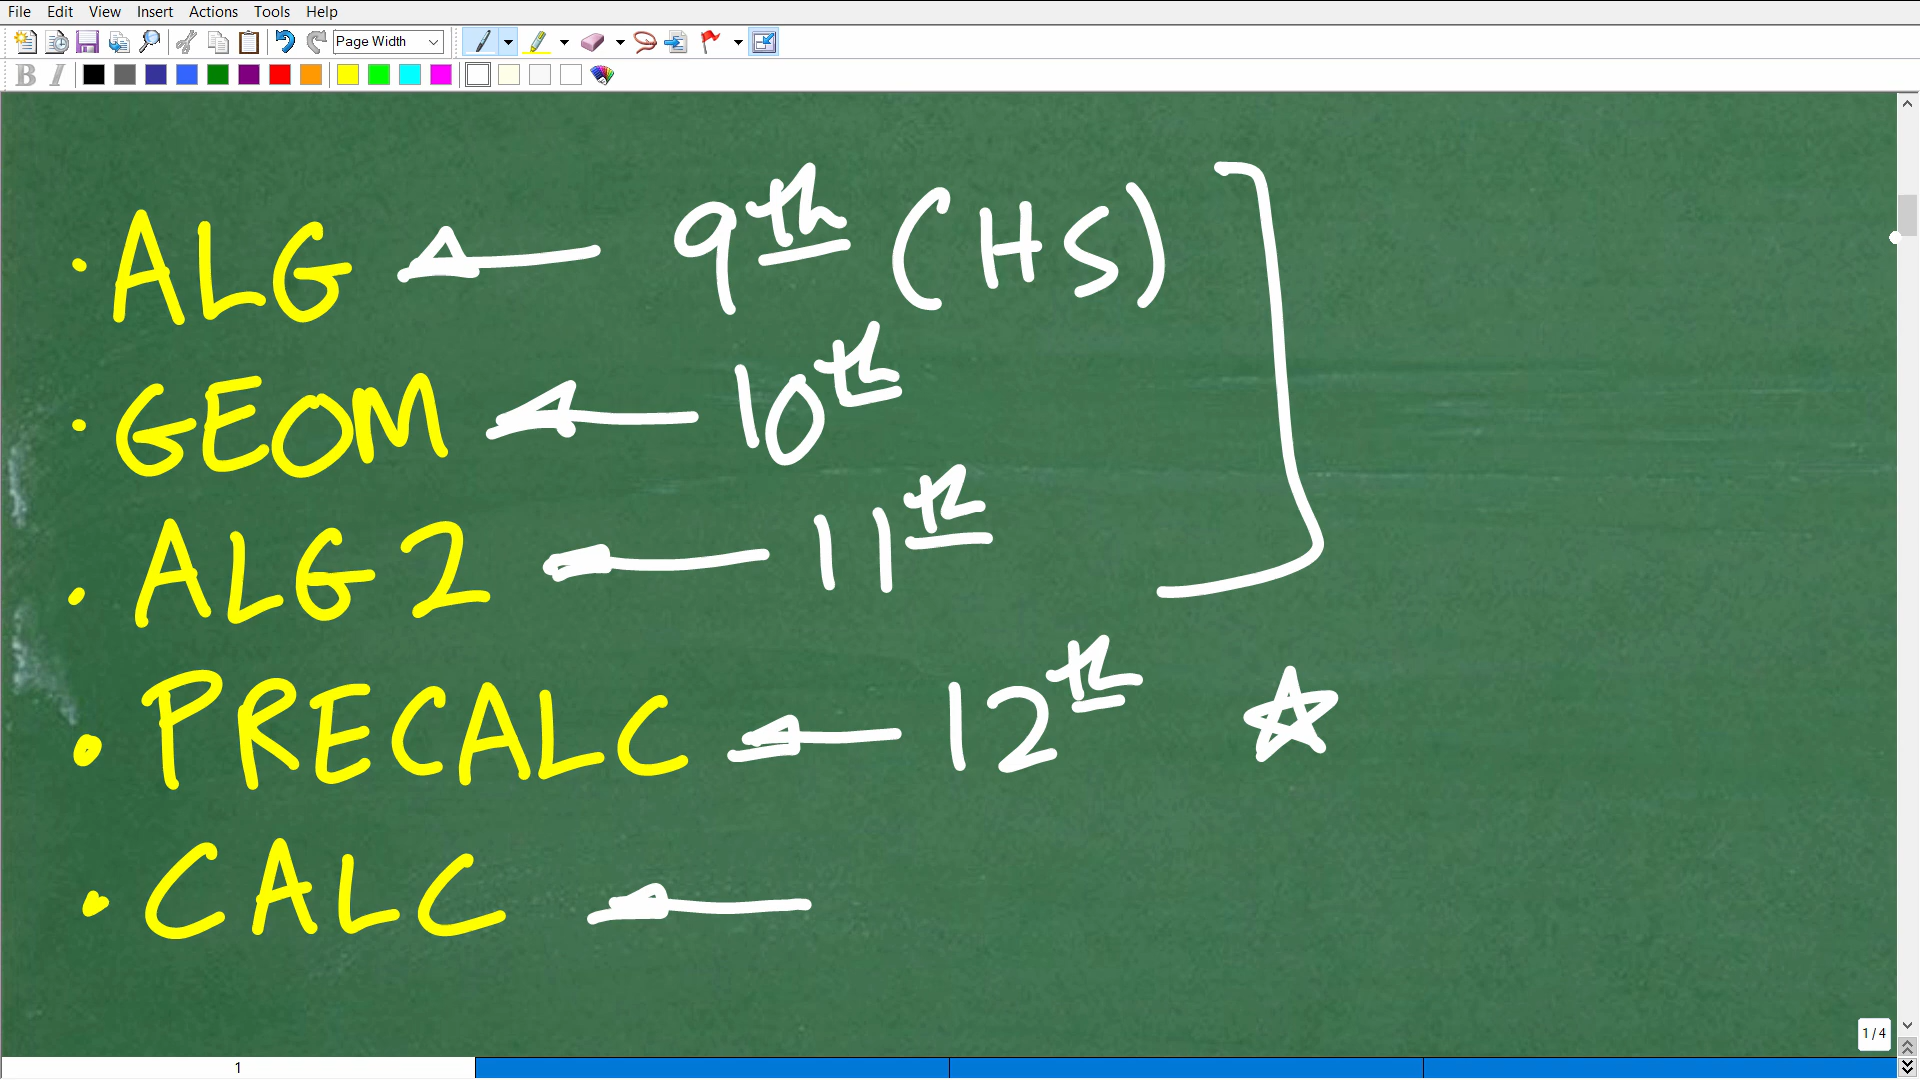 File Edit View Insert Actions Tools Help
Page Width
B I
• ALG ← 9th (HS)
• GEOM ← 10th
• ALG 2 ← 11th
• PRECALC ← 12th ☆
• CALC ←
1 / 4
1